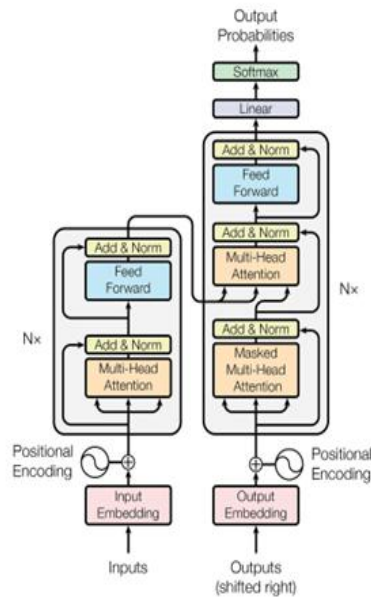 Output
Probabilities
Softmax
Linear
Add & Norm
Feed
Forward
Add & Norm
Multi-Head
Attention
Add & Norm
Masked
Multi-Head
Attention
Nx
Positional
Encoding
Output
Embedding
Outputs
(shifted right)
Add & Norm
Feed
Forward
Add & Norm
Multi-Head
Attention
Nx
Positional
Encoding
Input
Embedding
Inputs